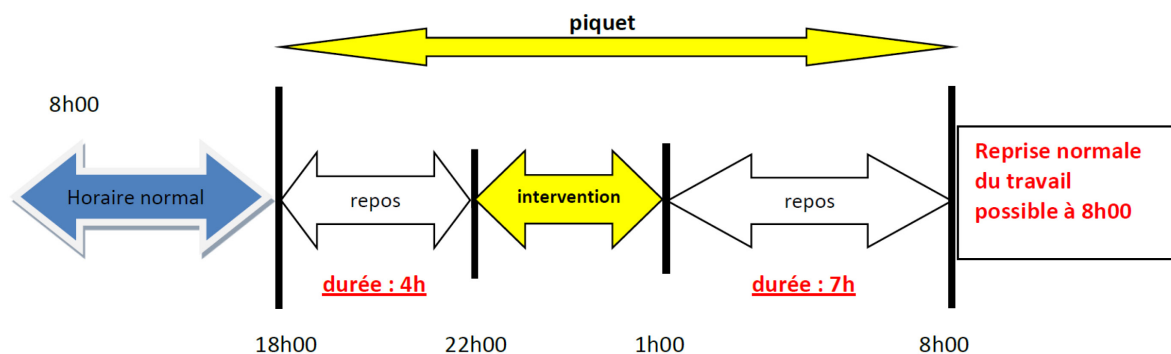 piquet
8h00
Horaire normal
repos
intervention
repos
Reprise normale
du travail
possible à 8h00
durée : 4h
durée : 7h
18h00
22h00
1h00
8h00